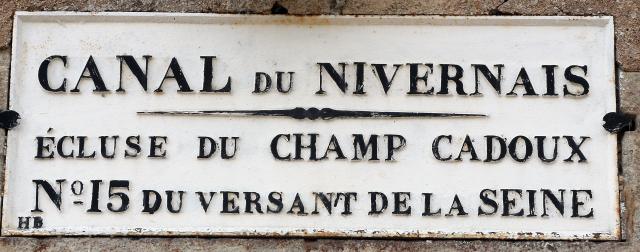 CANAL DU NIVERNAIS
ÉCLUSE DU CHAMP CADOUX
Nº15 DU VERSANT DE LA SEINE
HB